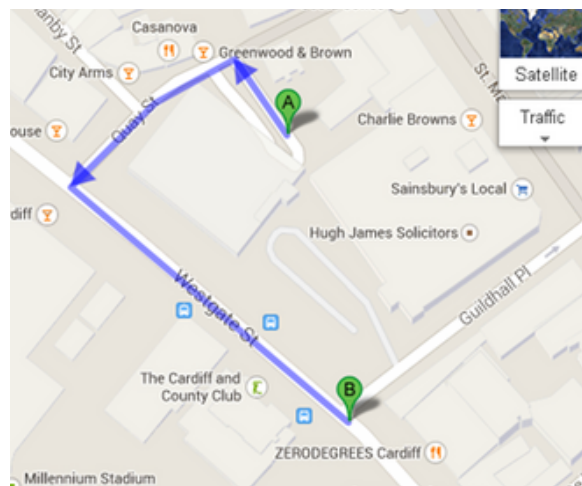 anby St
Casanova
Greenwood & Brown
City Arms
A
Satellite
St. M
Traffic
Quay St
Charlie Browns
ouse
Sainsbury's Local
diff
Hugh James Solicitors
Guildhall Pl
Westgate St
The Cardiff and
County Club
B
ZERODEGREES Cardiff
Millennium Stadium